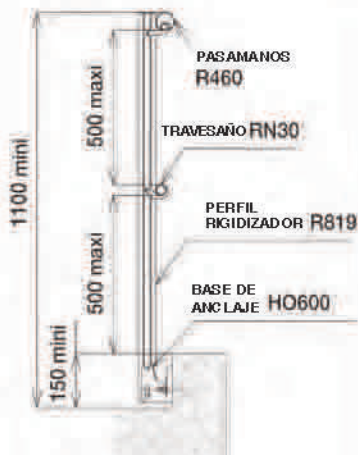 PASAMANOS
R460
500 maxi
TRAVESAÑO RN30
1100 mini
PERFIL
RIGIDIZADOR R819
500 maxi
BASE DE
ANCLAJE HO600
150 mini